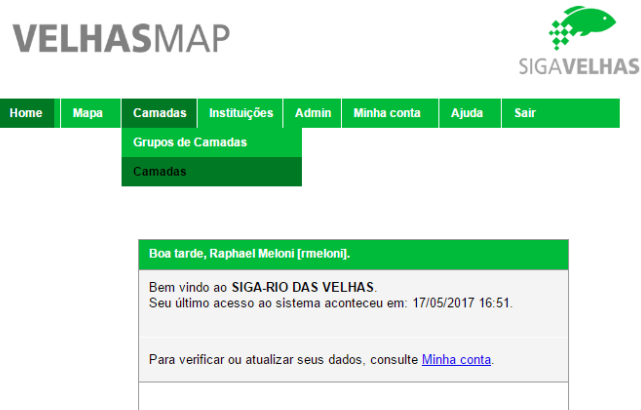 VELHASMAP
SIGAVELHAS
Home Mapa Camadas Instituições Admin Minha conta Ajuda Sair
Grupos de Camadas
Camadas
Boa tarde, Raphael Meloni [rmeloni].
Bem vindo ao SIGA-RIO DAS VELHAS.
Seu último acesso ao sistema aconteceu em: 17/05/2017 16:51.
Para verificar ou atualizar seus dados, consulte Minha conta.